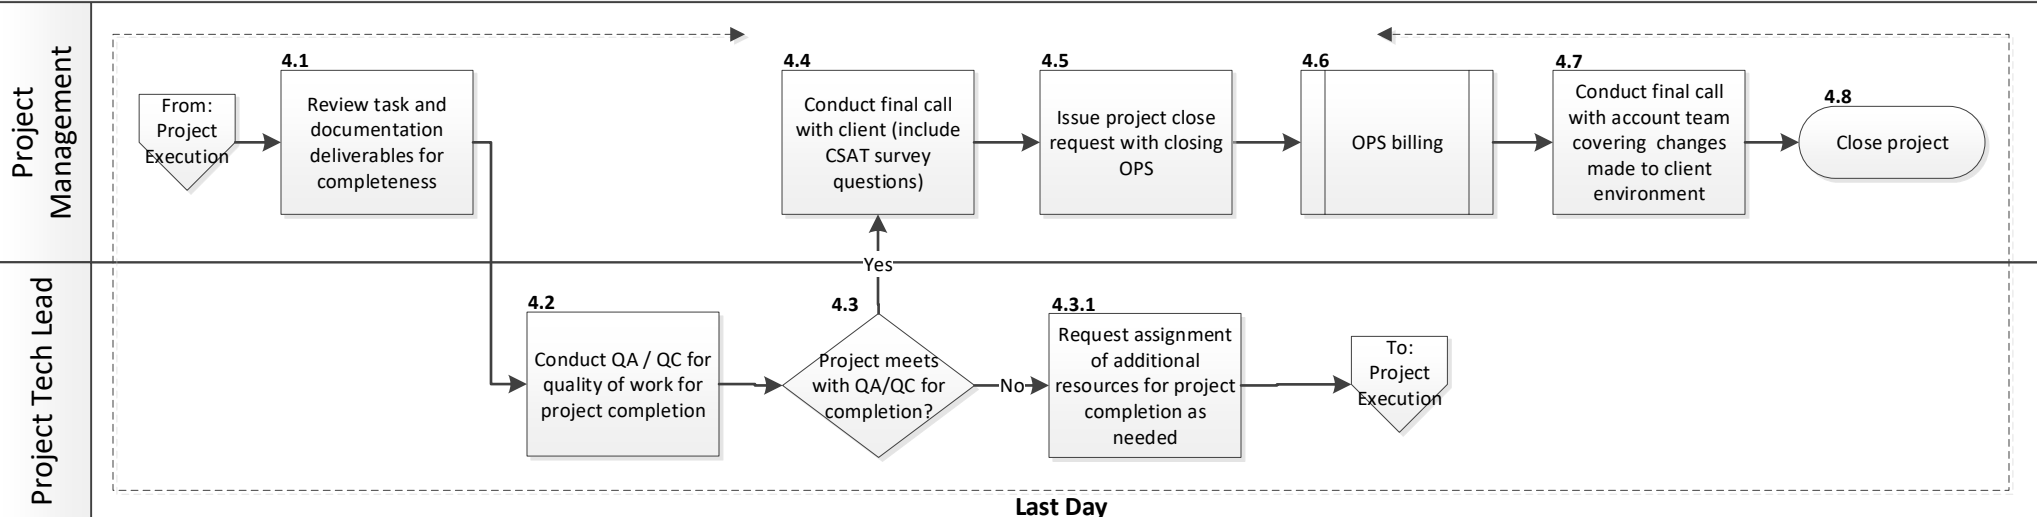 Project
Management
From:
Project
Execution
4.1
Review task and
documentation
deliverables for
completeness
4.4
Conduct final call
with client (include
CSAT survey
questions)
4.5
Issue project close
request with closing
OPS
4.6
OPS billing
4.7
Conduct final call
with account team
covering changes
made to client
environment
4.8
Close project
Yes
Project Tech Lead
4.2
Conduct QA / QC for
quality of work for
project completion
4.3
Project meets
with QA/QC for
completion?
No
4.3.1
Request assignment
of additional
resources for project
completion as
needed
To:
Project
Execution
Last Day